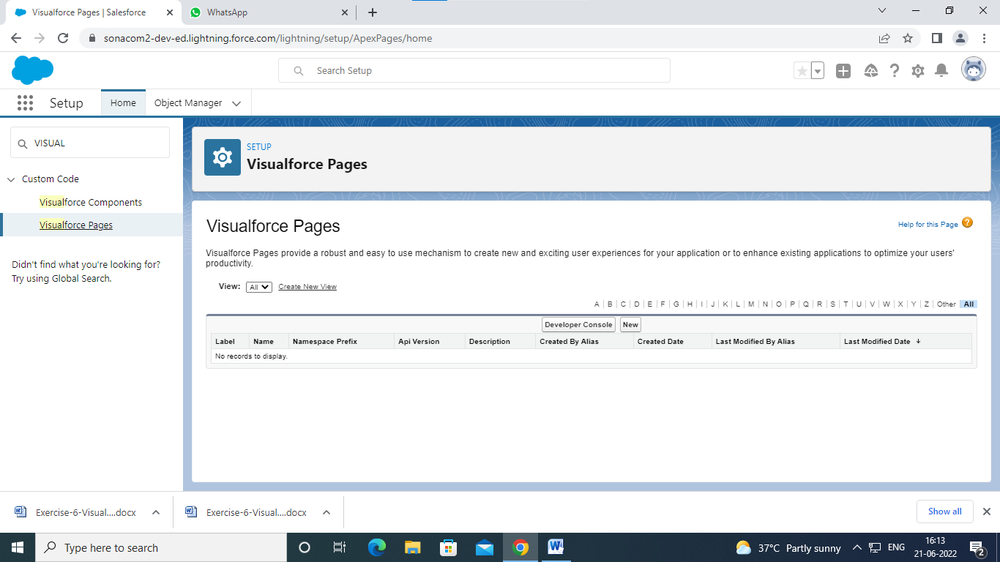 Visualforce Pages | Salesforce
WhatsApp
sonacom2-dev-ed.lightning.force.com/lightning/setup/ApexPages/home
Search Setup
Setup
Home
Object Manager
VISUAL
Custom Code
Visualforce Components
Visualforce Pages
Didn't find what you're looking for?
Try using Global Search.
SETUP
Visualforce Pages
Visualforce Pages
Help for this Page
Visualforce Pages provide a robust and easy to use mechanism to create new and exciting user experiences for your application or to enhance existing applications to optimize your users'
productivity.
View: All Create New View
A | B | C | D | E | F | G | H | I | J | K | L | M | N | O | P | Q | R | S | T | U | V | W | X | Y | Z | Other | All
Developer Console New
Label Name Namespace Prefix Api Version Description Created By Alias Created Date Last Modified By Alias Last Modified Date ↓
No records to display.
Exercise-6-Visual....docx
Exercise-6-Visual....docx
Show all
Type here to search
37°C Partly sunny
ENG
16:13
21-06-2022
2